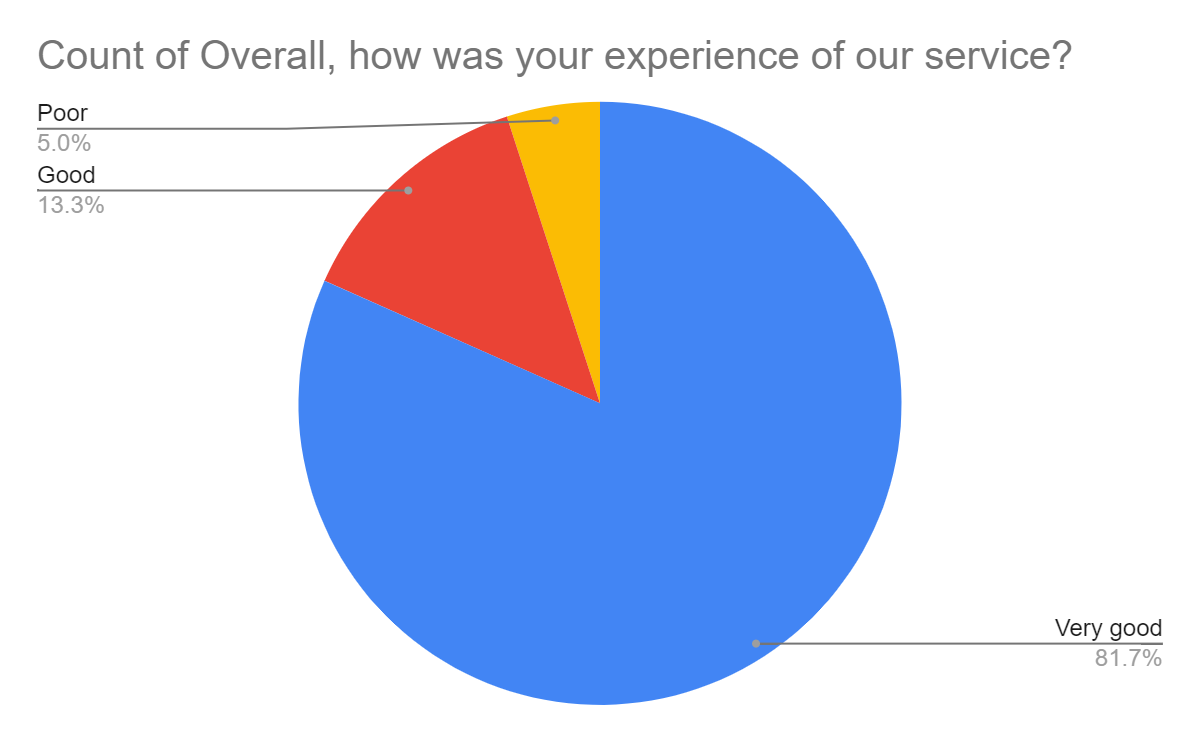 Count of Overall, how was your experience of our service?
Poor
5.0%
Good
13.3%
Very good
81.7%